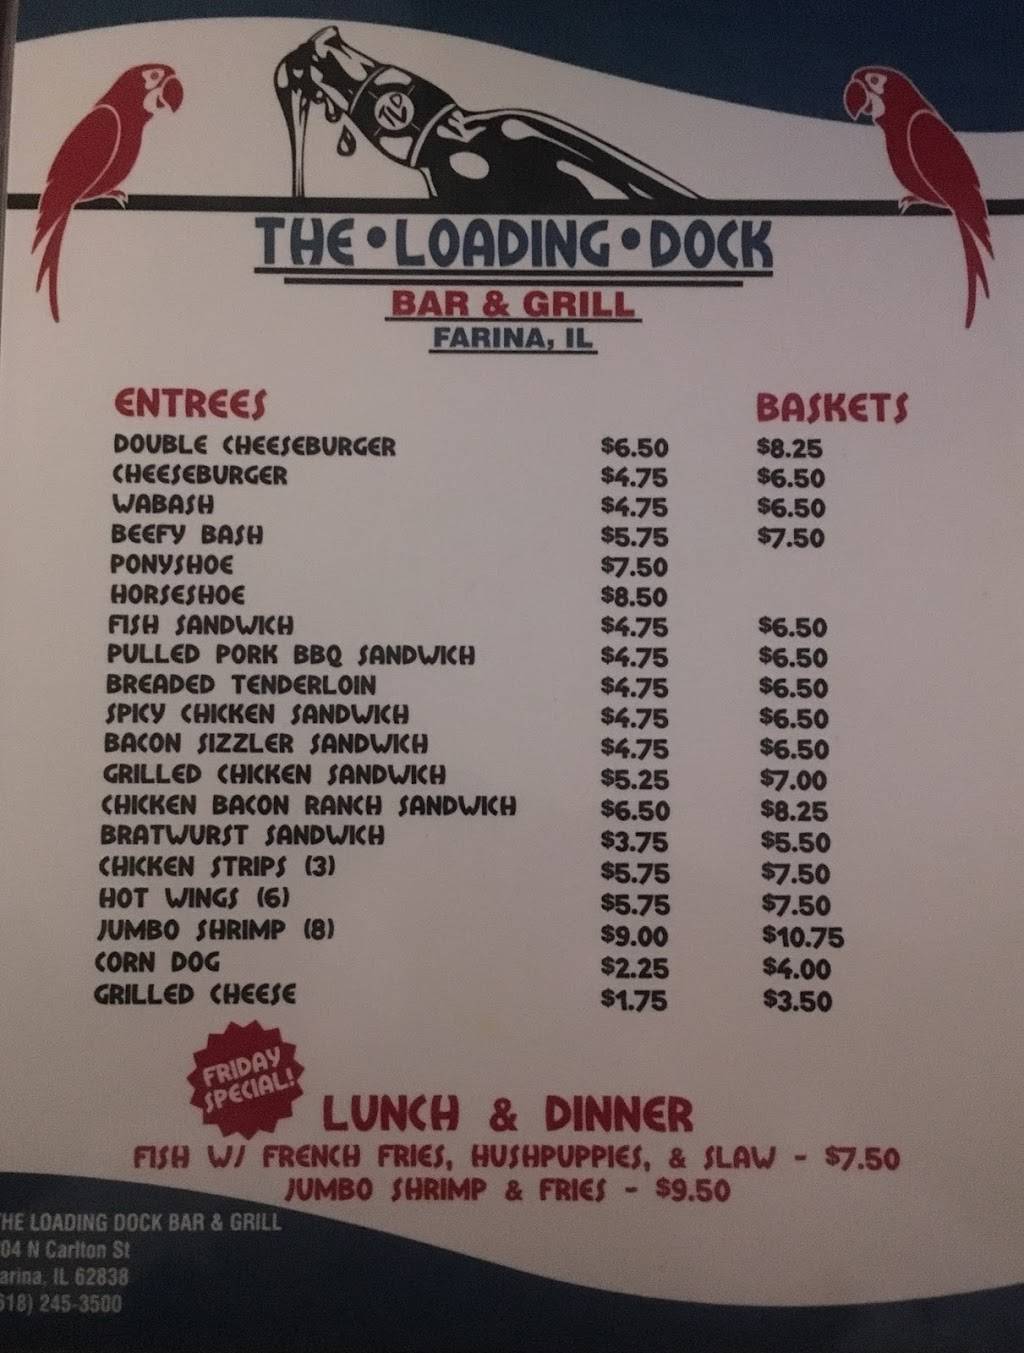 TLD
THE • LOADING • DOCK
BAR & GRILL
FARINA, IL
ENTREES BASKETS
DOUBLE CHEESEBURGER $6.50 $8.25
CHEESEBURGER $4.75 $6.50
WABASH $4.75 $6.50
BEEFY BASH $5.75 $7.50
PONYSHOE $7.50
HORSESHOE $8.50
FISH SANDWICH $4.75 $6.50
PULLED PORK BBQ SANDWICH $4.75 $6.50
BREADED TENDERLOIN $4.75 $6.50
SPICY CHICKEN SANDWICH $4.75 $6.50
BACON SIZZLER SANDWICH $4.75 $6.50
GRILLED CHICKEN SANDWICH $5.25 $7.00
CHICKEN BACON RANCH SANDWICH $6.50 $8.25
BRATWURST SANDWICH $3.75 $5.50
CHICKEN STRIPS (3) $5.75 $7.50
HOT WINGS (6) $5.75 $7.50
JUMBO SHRIMP (8) $9.00 $10.75
CORN DOG $2.25 $4.00
GRILLED CHEESE $1.75 $3.50
FRIDAY
SPECIAL!
LUNCH & DINNER
FISH W/ FRENCH FRIES, HUSHPUPPIES, & SLAW - $7.50
JUMBO SHRIMP & FRIES - $9.50
HE LOADING DOCK BAR & GRILL
04 N Carlton St
arina, IL 62838
618) 245-3500